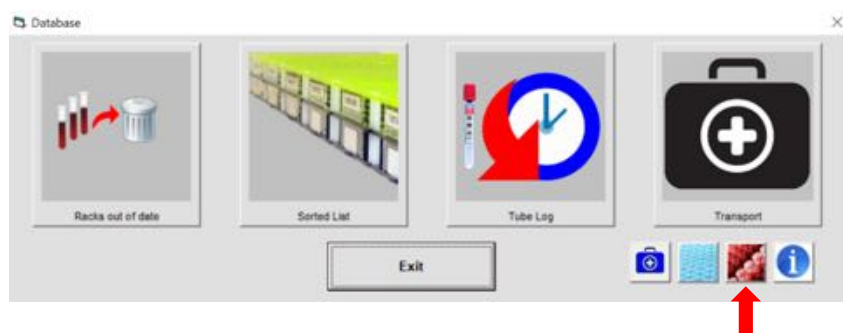 Database
Racks out of date
Sorted List
Tube Log
Transport
Exit